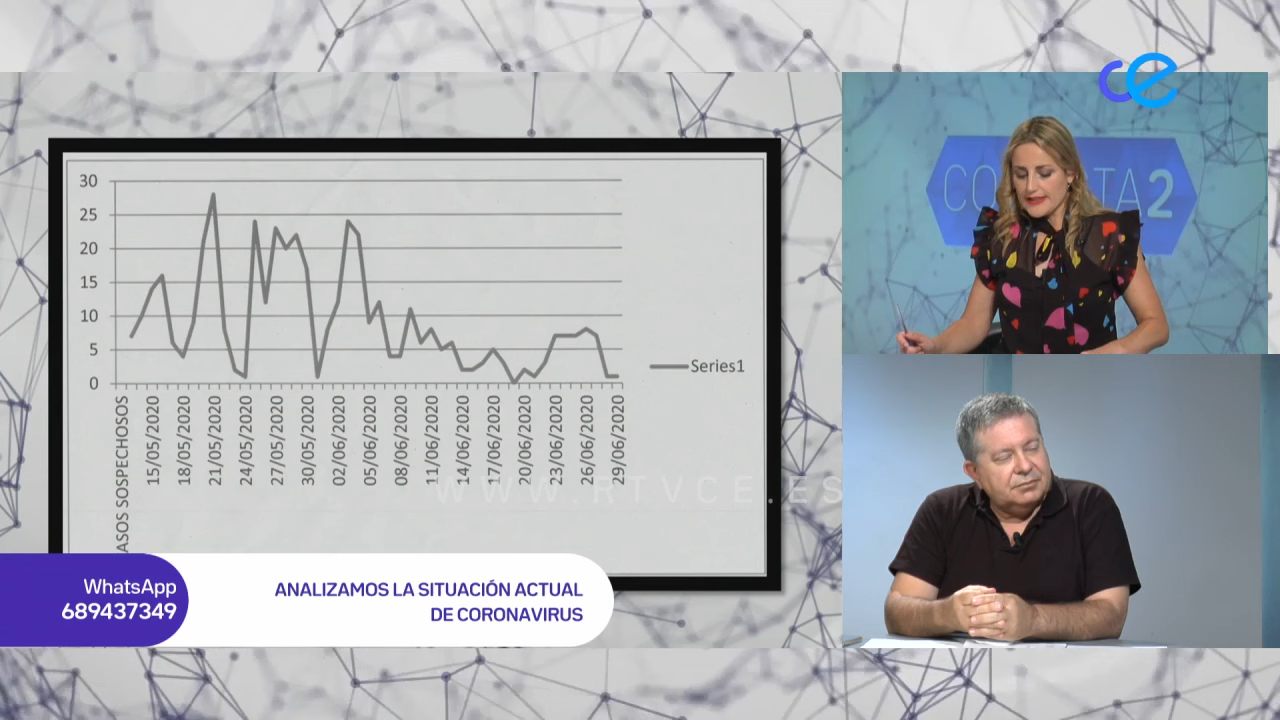 ce
CO
TA2
30
25
20
15
10
5
0
Series1
ASOS SOSPECHOSOS
15/05/2020
18/05/2020
21/05/2020
24/05/2020
27/05/2020
30/05/2020
02/06/2020
05/06/2020
08/06/2020
11/06/2020
14/06/2020
17/06/2020
20/06/2020
23/06/2020
26/06/2020
29/06/2020
WWW.RTVCE.ES
WhatsApp
689437349
ANALIZAMOS LA SITUACIÓN ACTUAL
DE CORONAVIRUS